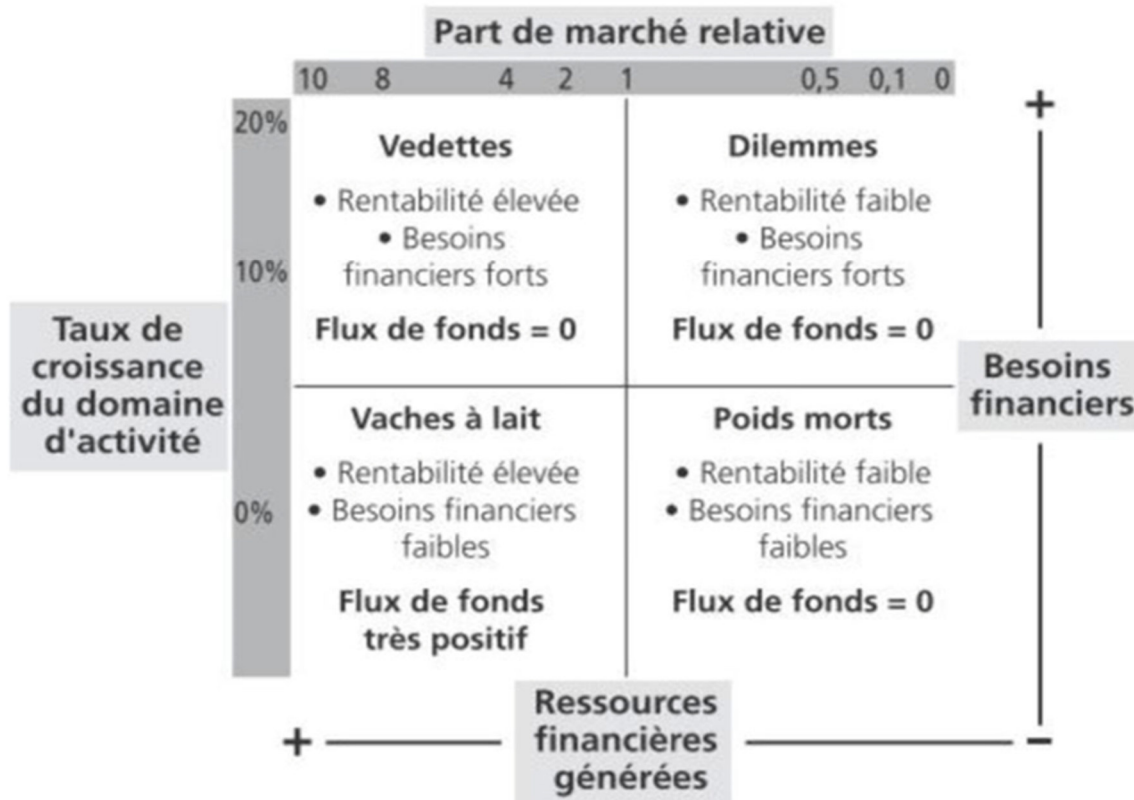 Part de marché relative
10 8 4 2 1 0,5 0,1 0
+
20%
Vedettes
• Rentabilité élevée
• Besoins
financiers forts
Flux de fonds = 0
Dilemmes
• Rentabilité faible
• Besoins
financiers forts
Flux de fonds = 0
10%
Taux de
croissance
du domaine
d'activité
Besoins
financiers
Vaches à lait
• Rentabilité élevée
• Besoins financiers
faibles
Flux de fonds
très positif
Poids morts
• Rentabilité faible
• Besoins financiers
faibles
Flux de fonds = 0
0%
+
Ressources
financières
générées
–